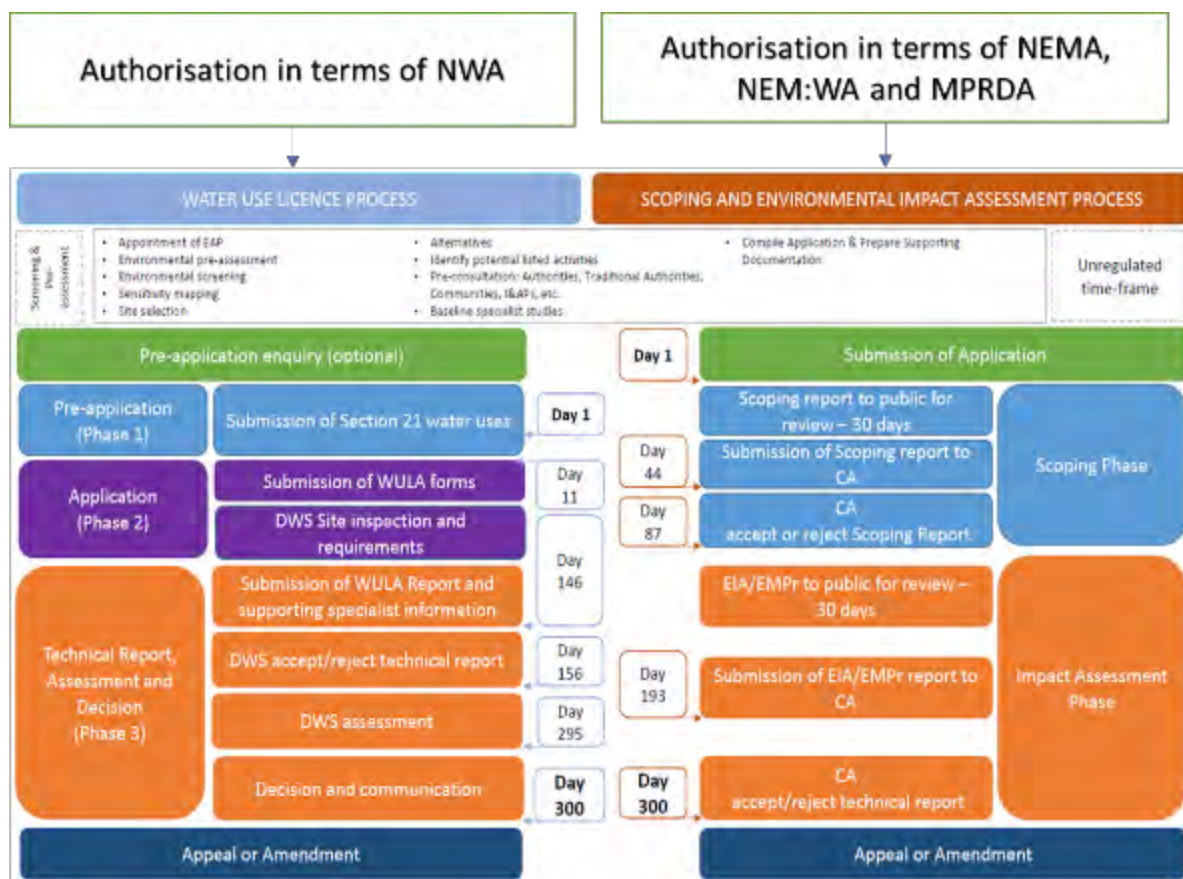 Authorisation in terms of NWA
Authorisation in terms of NEMA,
NEM:WA and MPRDA
WATER USE LICENCE PROCESS
SCOPING AND ENVIRONMENTAL IMPACT ASSESSMENT PROCESS
Screening &
Pre-
assessment
• Appointment of EAP
• Environmental pre-assessment
• Environmental screening
• Sensitivity mapping
• Site selection
• Alternatives
• Identify potential listed activities
• Pre-consultation: Authorities, Traditional Authorities,
Communities, I&APs, etc.
• Baseline specialist studies
• Compile Application & Prepare Supporting
Documentation
Unregulated
time-frame
Pre-application enquiry (optional)
Day 1
Submission of Application
Pre-application
(Phase 1)
Submission of Section 21 water uses
Day 1
Scoping report to public for
review – 30 days
Scoping Phase
Application
(Phase 2)
Submission of WULA forms
Day
11
Day
44
Submission of Scoping report to
CA
DWS Site inspection and
requirements
Day
146
Day
87
CA
accept or reject Scoping Report
Technical Report,
Assessment and
Decision
(Phase 3)
Submission of WULA Report and
supporting specialist information
EIA/EMPr to public for review –
30 days
Impact Assessment
Phase
DWS accept/reject technical report
Day
156
Day
193
Submission of EIA/EMPr report to
CA
DWS assessment
Day
295
Decision and communication
Day
300
Day
300
CA
accept/reject technical report
Appeal or Amendment
Appeal or Amendment